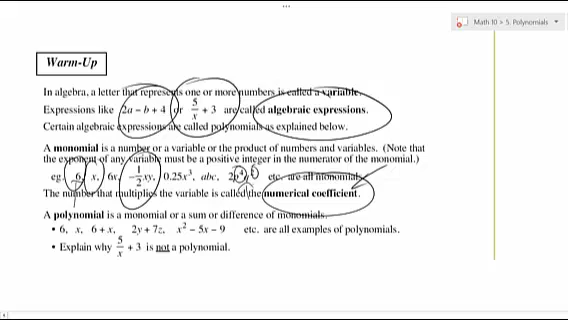 Math 10 > 5. Polynomials
Warm-Up
In algebra, a letter that represents one or more numbers is called a variable.
Expressions like 2a − b + 4 or 5/x + 3 are called algebraic expressions.
Certain algebraic expressions are called polynomials as explained below.
A monomial is a number or a variable or the product of numbers and variables. (Note that
the exponent of any variable must be a positive integer in the numerator of the monomial.)
eg. 6, x, 6x, −1/2xy, 0.25x³, abc, etc. are all monomials.
The number that multiplies the variable is called the numerical coefficient.
A polynomial is a monomial or a sum or difference of monomials.
• 6, x, 6 + x, 2y + 7z, x² − 5x − 9 etc. are all examples of polynomials.
• Explain why 5/x + 3 is not a polynomial.